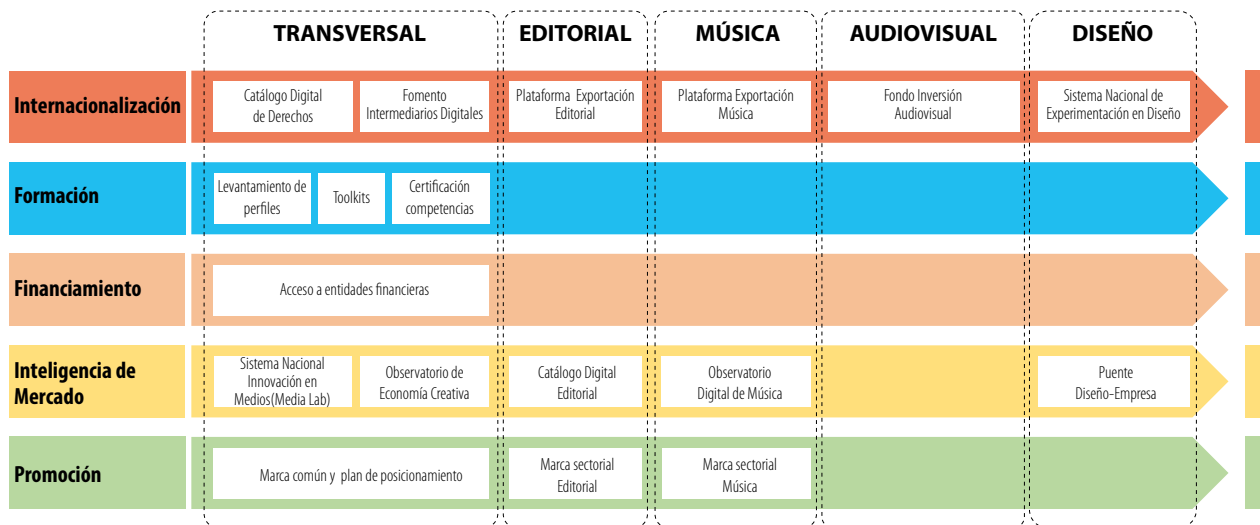 TRANSVERSAL
EDITORIAL
MÚSICA
AUDIOVISUAL
DISEÑO
Internacionalización
Catálogo Digital
de Derechos
Fomento
Intermediarios Digitales
Plataforma Exportación
Editorial
Plataforma Exportación
Música
Fondo Inversión
Audiovisual
Sistema Nacional de
Experimentación en Diseño
Formación
Levantamiento de
perfiles
Toolkits
Certificación
competencias
Financiamiento
Acceso a entidades financieras
Inteligencia de
Mercado
Sistema Nacional
Innovación en
Medios(Media Lab)
Observatorio de
Economía Creativa
Catálogo Digital
Editorial
Observatorio
Digital de Música
Puente
Diseño-Empresa
Promoción
Marca común y plan de posicionamiento
Marca sectorial
Editorial
Marca sectorial
Música